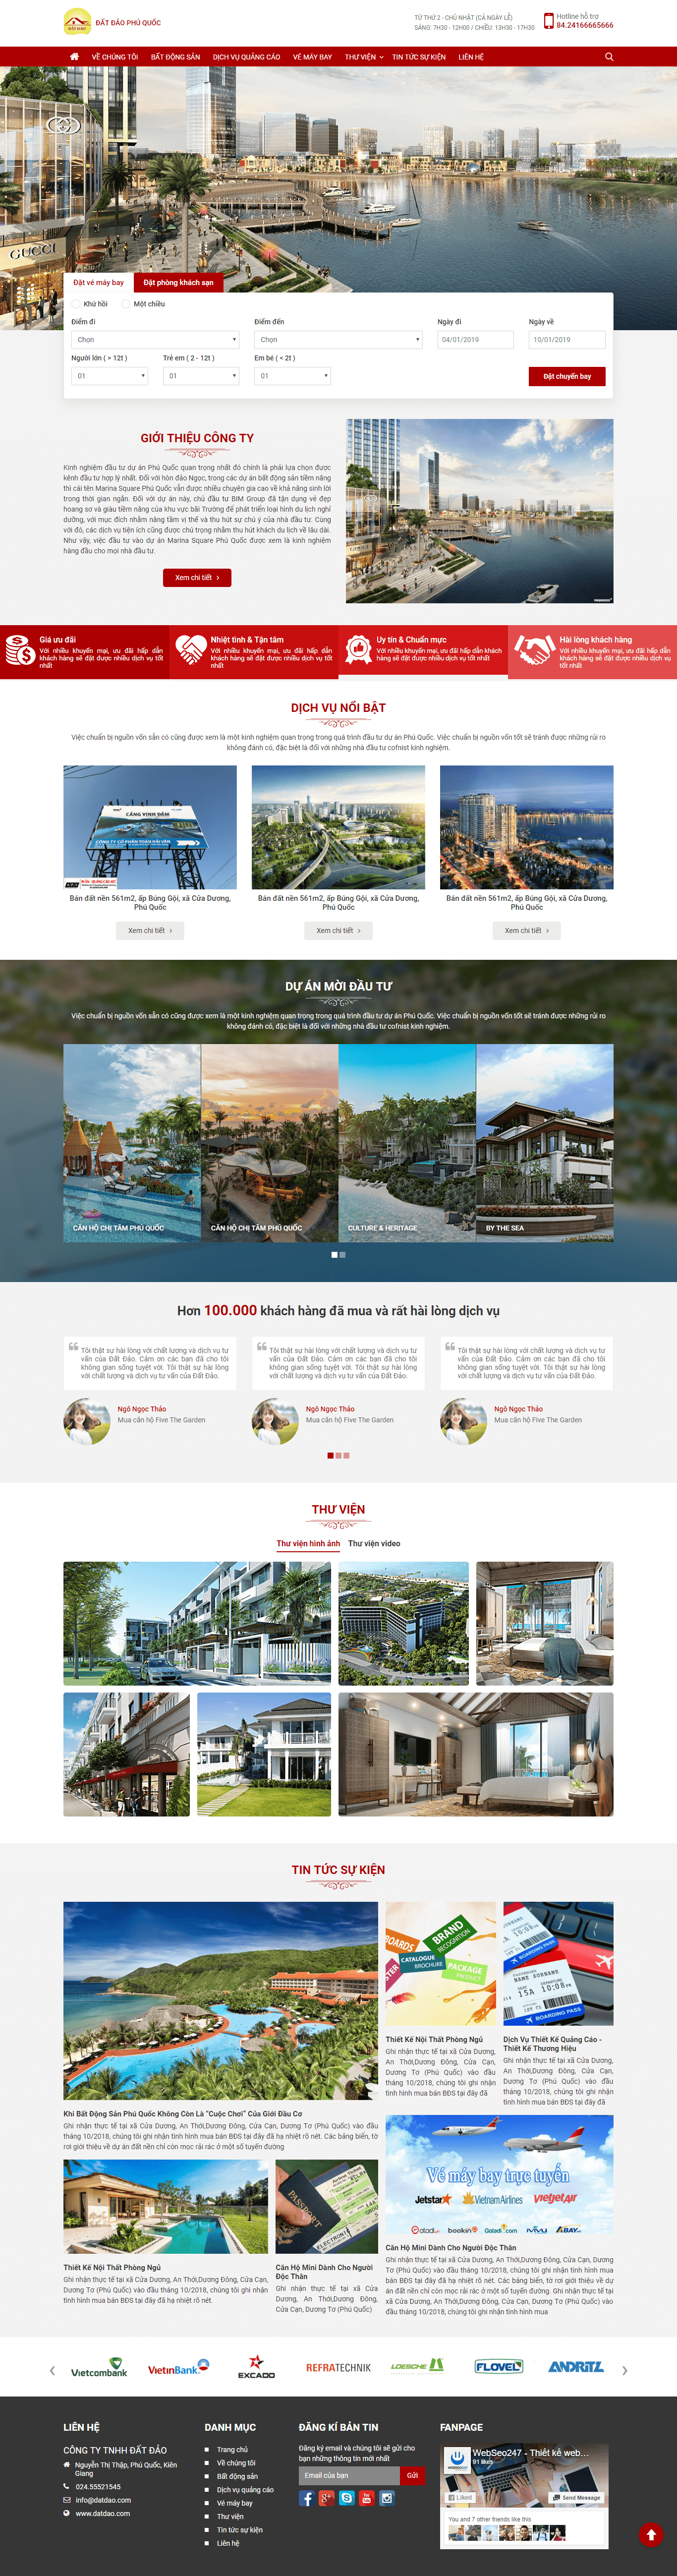 ĐẤT ĐẢO PHÚ QUỐC
TỪ THỨ 2 - CHỦ NHẬT (CẢ NGÀY LỄ)
SÁNG: 7H30 - 12H00 / CHIỀU: 13H30 - 17H30
Hotline hỗ trợ
84.24166665666
VỀ CHÚNG TÔI BẤT ĐỘNG SẢN DỊCH VỤ QUẢNG CÁO VÉ MÁY BAY THƯ VIỆN TIN TỨC SỰ KIỆN LIÊN HỆ
GUCCI
Đặt vé máy bay Đặt phòng khách sạn
Khứ hồi Một chiều
Điểm đi Điểm đến Ngày đi Ngày về
Chọn Chọn 04/01/2019 10/01/2019
Người lớn ( > 12t ) Trẻ em ( 2 - 12t ) Em bé ( < 2t )
01 01 01 Đặt chuyến bay
GIỚI THIỆU CÔNG TY
Kinh nghiệm đầu tư dự án Phú Quốc quan trọng nhất đó chính là phải lựa chọn được
kênh đầu tư hợp lý nhất. Đối với hòn đảo Ngọc, trong các dự án bất động sản tiềm năng
thì cái tên Marina Square Phú Quốc vẫn được nhiều chuyên gia cao về khả năng sinh lời
trong thời gian ngắn. Đối với dự án này, chủ đầu tư BIM Group đã tận dụng vẻ đẹp
hoang sơ và giàu tiềm năng của khu vực bãi Trường để phát triển loại hình du lịch nghỉ
dưỡng, với mục đích nhằm nâng tầm vị thế và thu hút sự chú ý của nhà đầu tư. Cùng
với đó, các dịch vụ tiện ích cũng được chú trọng nhằm thu hút khách du lịch về lâu dài.
Như vậy, việc đầu tư vào dự án Marina Square Phú Quốc được xem là kinh nghiệm
hàng đầu cho mọi nhà đầu tư.
Xem chi tiết
Giá ưu đãi
Với nhiều khuyến mại, ưu đãi hấp dẫn
khách hàng sẽ đặt được nhiều dịch vụ tốt
nhất
Nhiệt tình & Tận tâm
Với nhiều khuyến mại, ưu đãi hấp dẫn
khách hàng sẽ đặt được nhiều dịch vụ tốt
nhất
Uy tín & Chuẩn mực
Với nhiều khuyến mại, ưu đãi hấp dẫn khách
hàng sẽ đặt được nhiều dịch vụ tốt nhất
Hài lòng khách hàng
Với nhiều khuyến mại, ưu đãi hấp dẫn
khách hàng sẽ đặt được nhiều dịch vụ
tốt nhất
DỊCH VỤ NỔI BẬT
Việc chuẩn bị nguồn vốn sẵn có cũng được xem là một kinh nghiệm quan trọng trong quá trình đầu tư dự án Phú Quốc. Việc chuẩn bị nguồn vốn tốt sẽ tránh được những rủi ro
không đáng có, đặc biệt là đối với những nhà đầu tư cofnist kinh nghiệm.
CẢNG VINH ĐẦM
CÔNG TY CỔ PHẦN TOÀN HẢI VÂN
Bán đất nền 561m2, ấp Búng Gội, xã Cửa Dương,
Phú Quốc
Xem chi tiết
Bán đất nền 561m2, ấp Búng Gội, xã Cửa Dương,
Phú Quốc
Xem chi tiết
Bán đất nền 561m2, ấp Búng Gội, xã Cửa Dương,
Phú Quốc
Xem chi tiết
DỰ ÁN MỜI ĐẦU TƯ
Việc chuẩn bị nguồn vốn sẵn có cũng được xem là một kinh nghiệm quan trọng trong quá trình đầu tư dự án Phú Quốc. Việc chuẩn bị nguồn vốn tốt sẽ tránh được những rủi ro
không đáng có, đặc biệt là đối với những nhà đầu tư cofnist kinh nghiệm.
CĂN HỘ CHỊ TÂM PHÚ QUỐC
CĂN HỘ CHỊ TÂM PHÚ QUỐC
CULTURE & HERITAGE
BY THE SEA
Hơn 100.000 khách hàng đã mua và rất hài lòng dịch vụ
Tôi thật sự hài lòng với chất lượng và dịch vụ tư
vấn của Đất Đảo. Cảm ơn các bạn đã cho tôi
không gian sống tuyệt vời. Tôi thật sự hài lòng
với chất lượng và dịch vụ tư vấn của Đất Đảo.
Ngô Ngọc Thảo
Mua căn hộ Five The Garden
Tôi thật sự hài lòng với chất lượng và dịch vụ tư
vấn của Đất Đảo. Cảm ơn các bạn đã cho tôi
không gian sống tuyệt vời. Tôi thật sự hài lòng
với chất lượng và dịch vụ tư vấn của Đất Đảo.
Ngô Ngọc Thảo
Mua căn hộ Five The Garden
Tôi thật sự hài lòng với chất lượng và dịch vụ tư
vấn của Đất Đảo. Cảm ơn các bạn đã cho tôi
không gian sống tuyệt vời. Tôi thật sự hài lòng
với chất lượng và dịch vụ tư vấn của Đất Đảo.
Ngô Ngọc Thảo
Mua căn hộ Five The Garden
THƯ VIỆN
Thư viện hình ảnh Thư viện video
TIN TỨC SỰ KIỆN
Khi Bất Động Sản Phú Quốc Không Còn Là "Cuộc Chơi" Của Giới Đầu Cơ
Ghi nhận thực tế tại xã Cửa Dương, An Thới,Dương Đông, Cửa Cạn, Dương Tơ (Phú Quốc) vào đầu
tháng 10/2018, chúng tôi ghi nhận tình hình mua bán BĐS tại đây đã hạ nhiệt rõ nét. Các bảng biển, tờ
rơi giới thiệu về dự án đất nền chỉ còn mọc rải rác ở một số tuyến đường
Thiết Kế Nội Thất Phòng Ngủ
Ghi nhận thực tế tại xã Cửa Dương, An Thới,Dương Đông, Cửa Cạn,
Dương Tơ (Phú Quốc) vào đầu tháng 10/2018, chúng tôi ghi nhận
tình hình mua bán BĐS tại đây đã hạ nhiệt rõ nét.
PASSPORT
Căn Hộ Mini Dành Cho Người
Độc Thân
Ghi nhận thực tế tại xã Cửa
Dương, An Thới,Dương Đông,
Cửa Cạn, Dương Tơ (Phú Quốc)
BRAND
RECOGNITION
CATALOGUE
BROCHURE
PACKAGE
PRODUCT
Thiết Kế Nội Thất Phòng Ngủ
Ghi nhận thực tế tại xã Cửa Dương,
An Thới,Dương Đông, Cửa Cạn,
Dương Tơ (Phú Quốc) vào đầu
tháng 10/2018, chúng tôi ghi nhận
tình hình mua bán BĐS tại đây đã
BOARDING PASS
BOARDING PASS
Dịch Vụ Thiết Kế Quảng Cáo -
Thiết Kế Thương Hiệu
Ghi nhận thực tế tại xã Cửa Dương,
An Thới,Dương Đông, Cửa Cạn,
Dương Tơ (Phú Quốc) vào đầu
tháng 10/2018, chúng tôi ghi nhận
tình hình mua bán BĐS tại đây đã
Vé máy bay trực tuyến
Jetstar Vietnam Airlines vietjetAir
Căn Hộ Mini Dành Cho Người Độc Thân
Ghi nhận thực tế tại xã Cửa Dương, An Thới,Dương Đông, Cửa Cạn, Dương
Tơ (Phú Quốc) vào đầu tháng 10/2018, chúng tôi ghi nhận tình hình mua
bán BĐS tại đây đã hạ nhiệt rõ nét. Các bảng biển, tờ rơi giới thiệu về dự
án đất nền chỉ còn mọc rải rác ở một số tuyến đường. Ghi nhận thực tế tại
xã Cửa Dương, An Thới,Dương Đông, Cửa Cạn, Dương Tơ (Phú Quốc) vào
đầu tháng 10/2018, chúng tôi ghi nhận tình hình mua
Vietcombank VietinBank EXCADO REFRATECHNIK LOESCHE FLOVEL ANDRITZ
LIÊN HỆ
CÔNG TY TNHH ĐẤT ĐẢO
Nguyễn Thị Thập, Phú Quốc, Kiên
Giang
024.55521545
info@datdao.com
www.datdao.com
DANH MỤC
Trang chủ
Về chúng tôi
Bất động sản
Dịch vụ quảng cáo
Vé máy bay
Thư viện
Tin tức sự kiện
Liên hệ
ĐĂNG KÍ BẢN TIN
Đăng ký email và chúng tôi sẽ gửi cho
bạn những thông tin mới nhất
Email của bạn Gửi
FANPAGE
WebSeo247 - Thiết kế web...
91 likes
Liked Send Message
You and 7 other friends like this